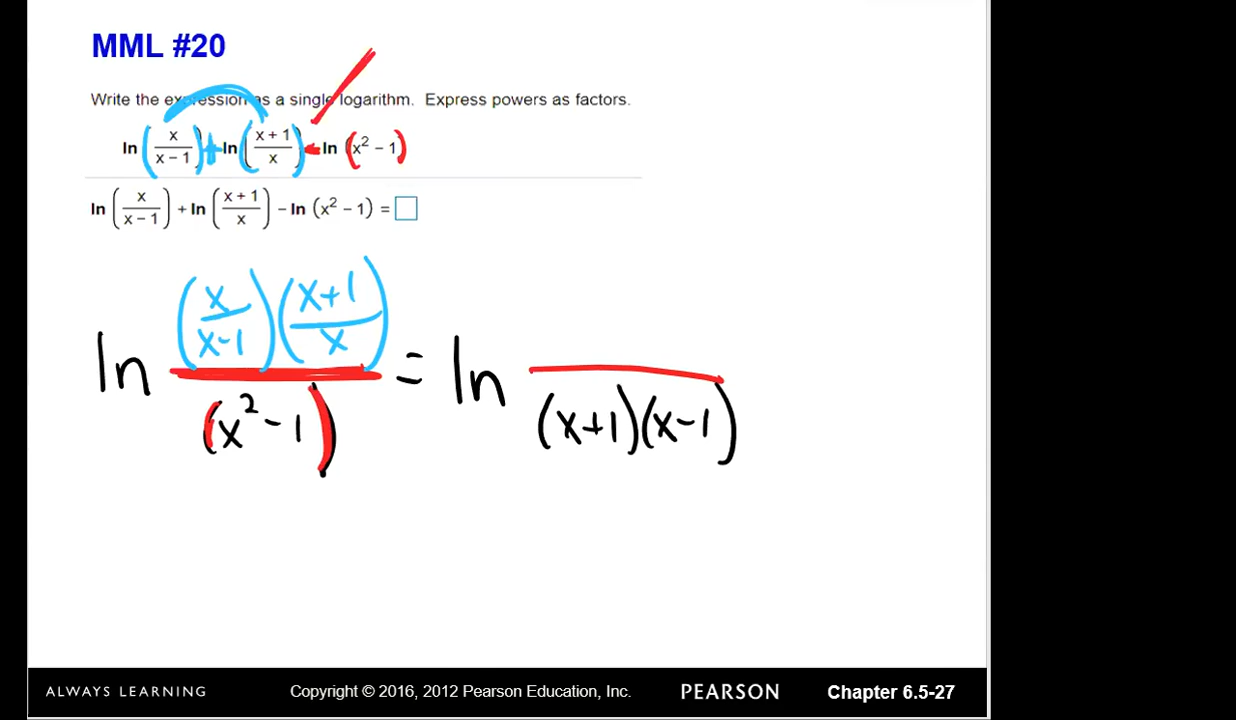 MML #20
Write the expression as a single logarithm. Express powers as factors.
ln (x/(x − 1)) + ln ((x + 1)/x) − ln (x² − 1)
ln (x/(x − 1)) + ln ((x + 1)/x) − ln (x² − 1) = □
ln ((x/(x-1))((x+1)/x))/(x² - 1) = ln /((x+1)(x-1))
ALWAYS LEARNING Copyright © 2016, 2012 Pearson Education, Inc. PEARSON Chapter 6.5-27